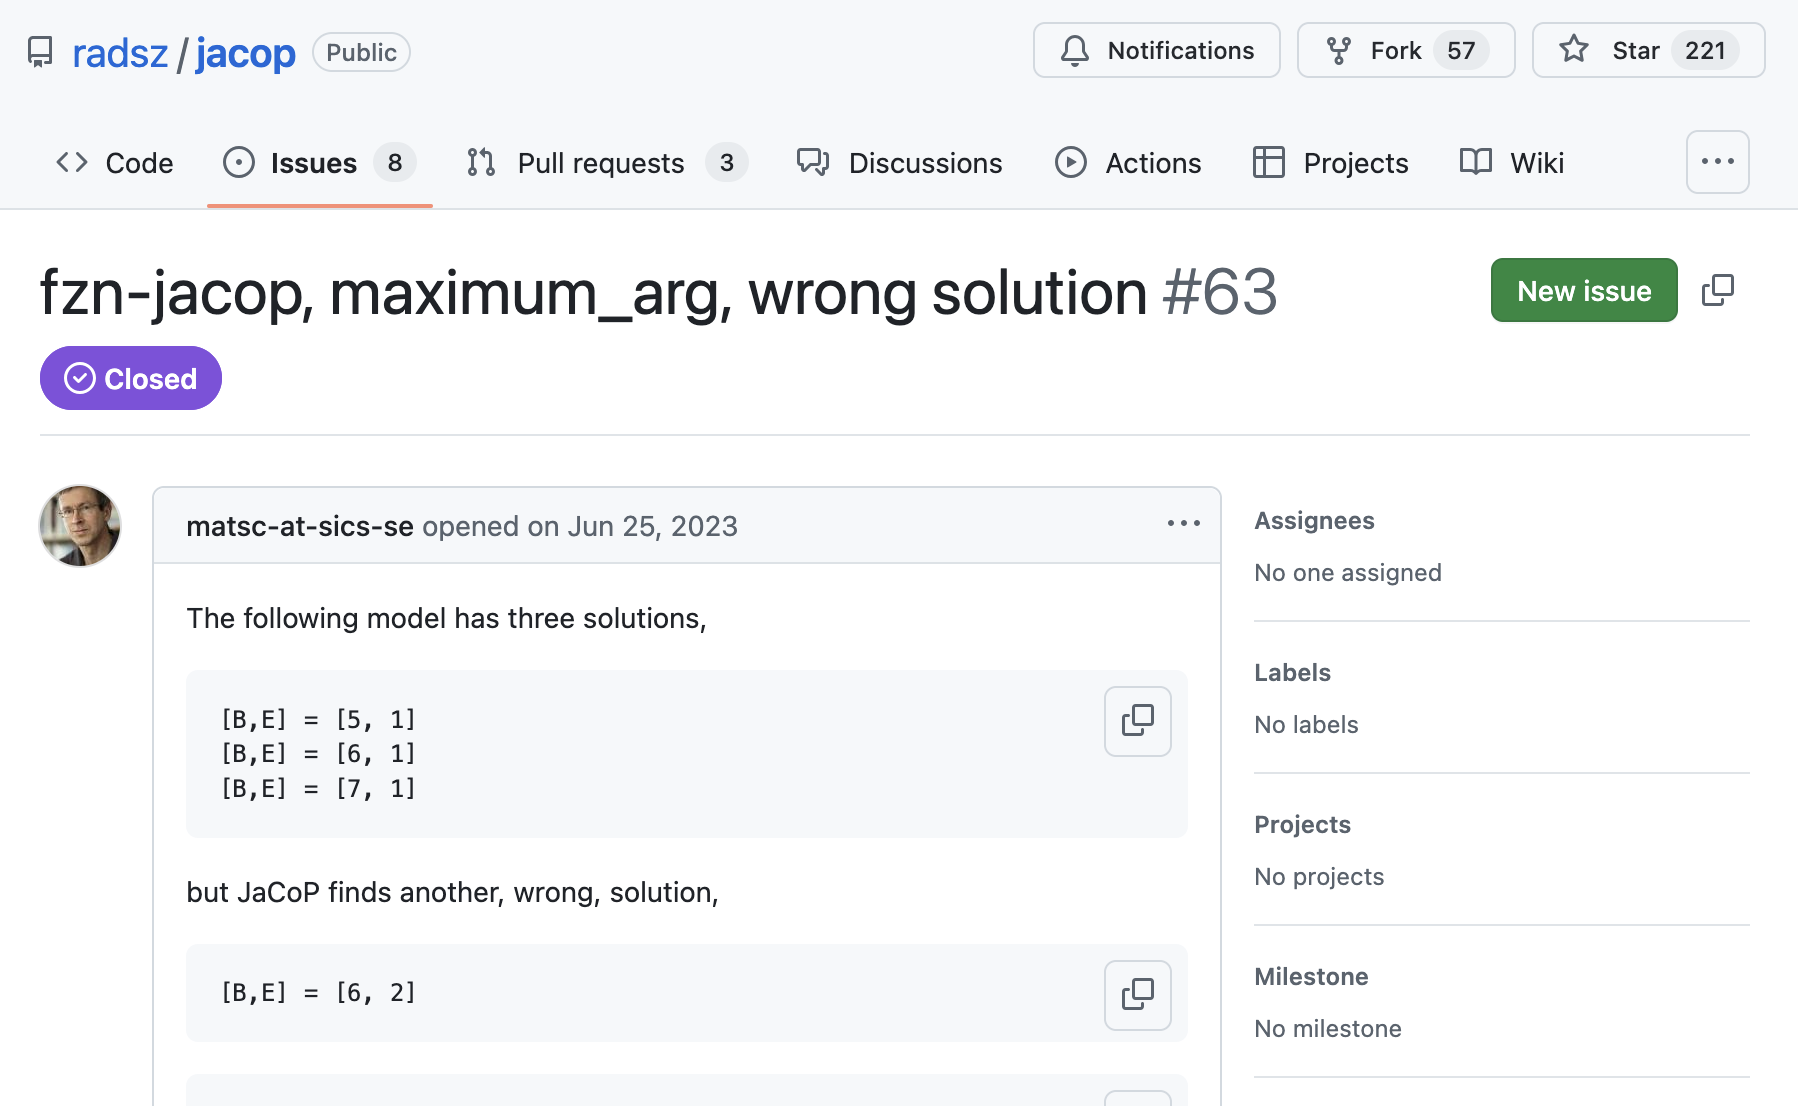 radsz / jacop Public Notifications Fork 57 Star 221
Code Issues 8 Pull requests 3 Discussions Actions Projects Wiki
fzn-jacop, maximum_arg, wrong solution #63 New issue
Closed
matsc-at-sics-se opened on Jun 25, 2023
The following model has three solutions,
[B,E] = [5, 1]
[B,E] = [6, 1]
[B,E] = [7, 1]
but JaCoP finds another, wrong, solution,
[B,E] = [6, 2]
Assignees
No one assigned
Labels
No labels
Projects
No projects
Milestone
No milestone